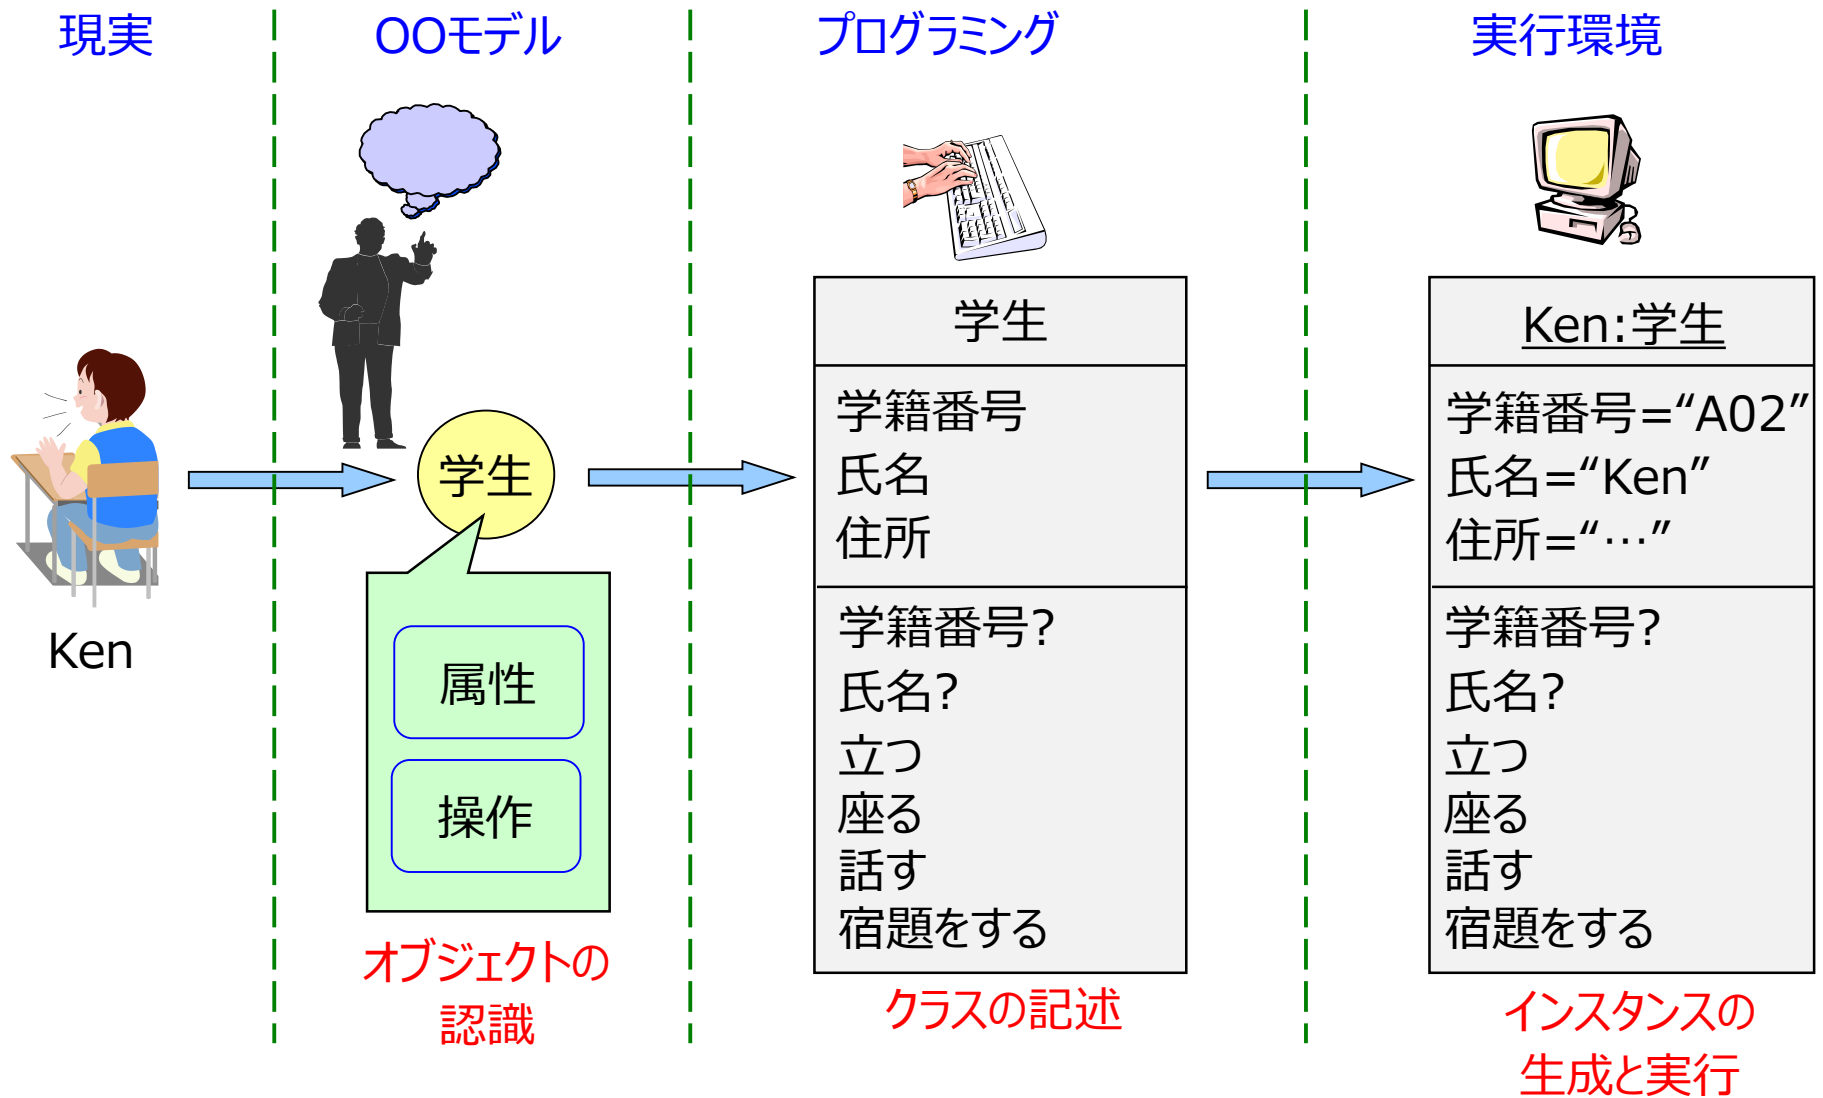 現実
OOモデル
プログラミング
実行環境
Ken
学生
属性
操作
オブジェクトの
認識
学生
学籍番号
氏名
住所
学籍番号?
氏名?
立つ
座る
話す
宿題をする
クラスの記述
Ken:学生
学籍番号=“A02”
氏名=“Ken”
住所=“…”
学籍番号?
氏名?
立つ
座る
話す
宿題をする
インスタンスの
生成と実行